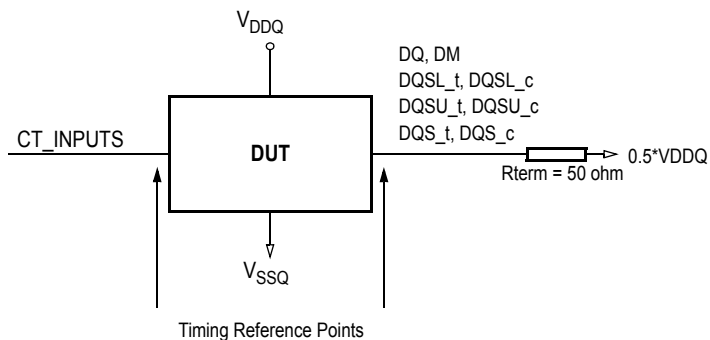 VDDQ
DQ, DM
DQSL_t, DQSL_c
DQSU_t, DQSU_c
DQS_t, DQS_c
CT_INPUTS
DUT
0.5*VDDQ
Rterm = 50 ohm
VSSQ
Timing Reference Points